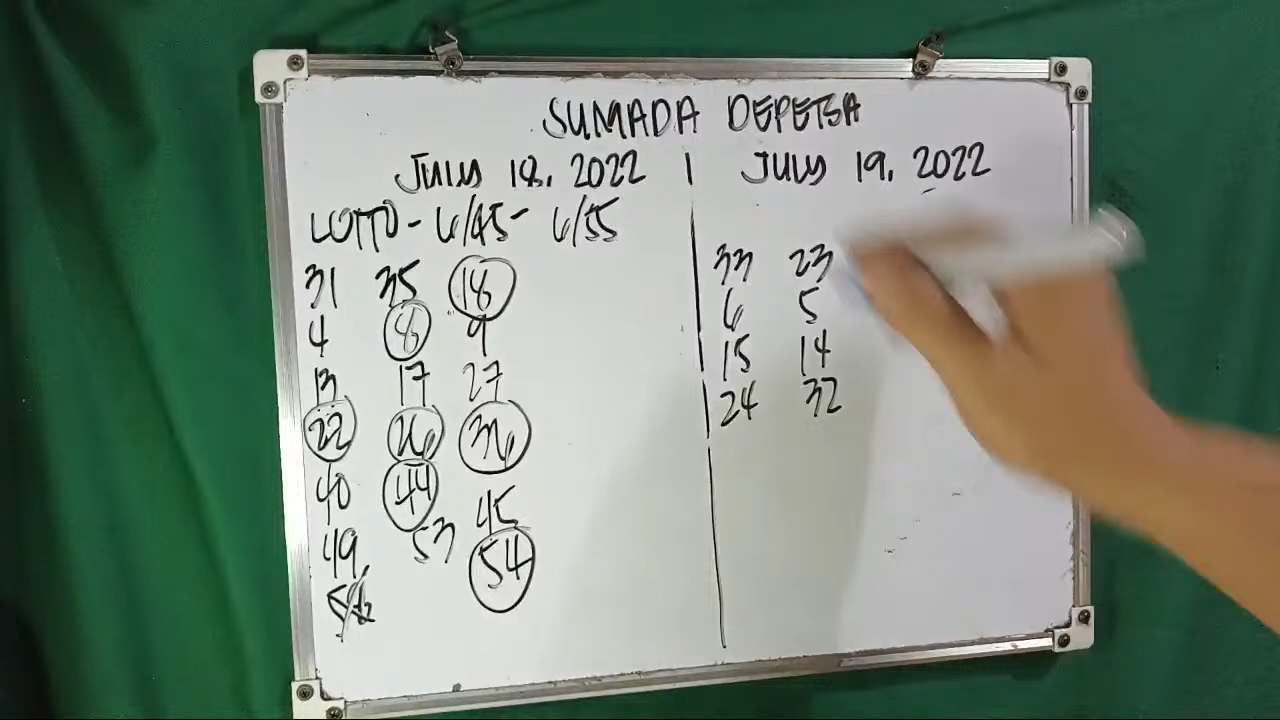 SUMADA DEPETSA
JULY 18, 2022
LOTTO - 6/45 - 6/55
31 35 18
4 8 9
13 17 27
22 26 36
40 44 45
49, 53 54
JULY 19, 2022
33 23
6 5
15 14
24 32